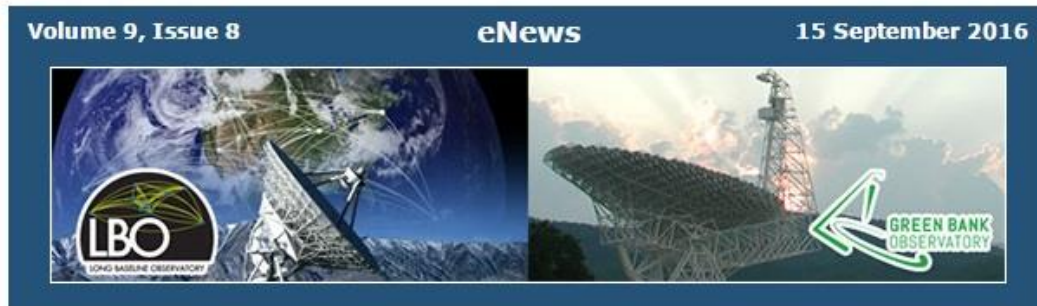 Volume 9, Issue 8
eNews
15 September 2016
LBO
LONG BASELINE OBSERVATORY
GREEN BANK
OBSERVATORY